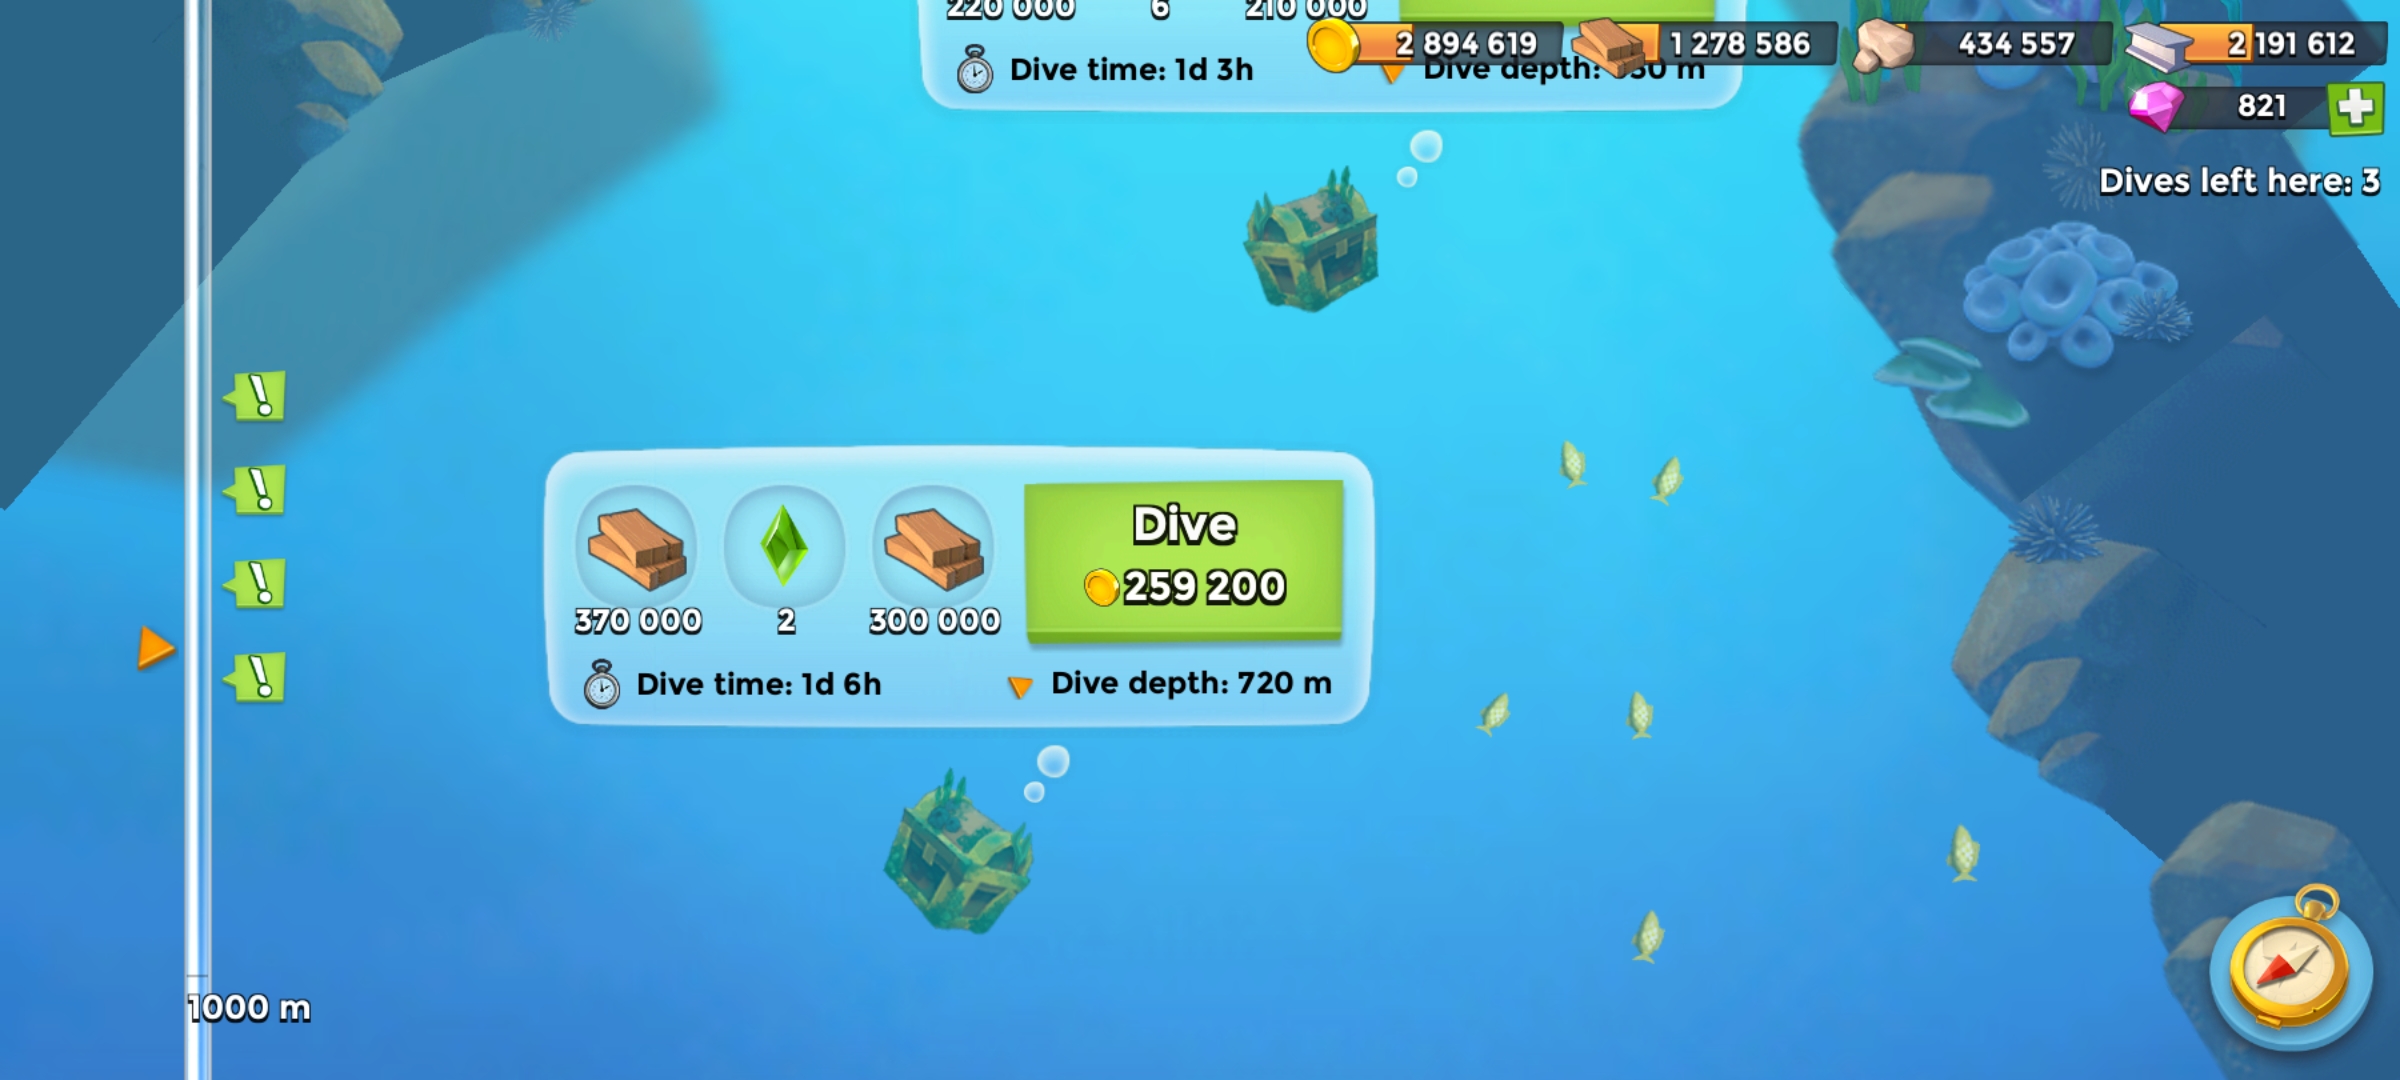 220 000 6 210 000
2 894 619 1 278 586 434 557 2 191 612
Dive time: 1d 3h Dive depth: m
821
Dives left here: 3
Dive
259 200
370 000 2 300 000
Dive time: 1d 6h Dive depth: 720 m
1000 m